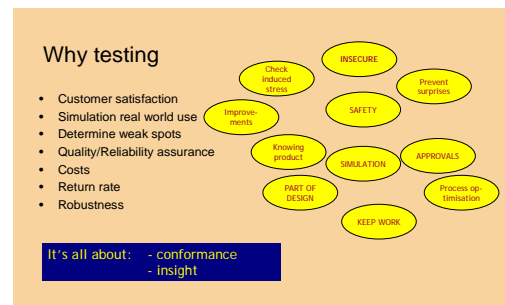 Why testing
• Customer satisfaction
• Simulation real world use
• Determine weak spots
• Quality/Reliability assurance
• Costs
• Return rate
• Robustness
INSECURE
Check
induced
stress
Prevent
surprises
Improve-
ments
SAFETY
Knowing
product
SIMULATION
APPROVALS
PART OF
DESIGN
Process op-
timisation
KEEP WORK
It's all about: - conformance
- insight